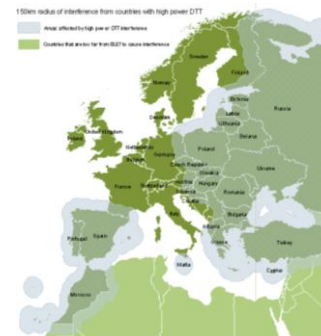 150km radius of interference from countries with high power DTT
Areas affected by high power DTT interference
Countries that are too far from to cause interference
Sweden
Finland
Norway
Estonia
Russia
Latvia
Denmark
Lithuania
Ireland
United Kingdom
Belarus
Netherlands
Poland
Germany
Belgium
Ukraine
Czech Republic
Slovakia
France
Switzerland
Austria
Hungary
Slovenia
Romania
Croatia
Italy
Bulgaria
Albania
Portugal
Spain
Greece
Turkey
Malta
Cyprus
Morocco